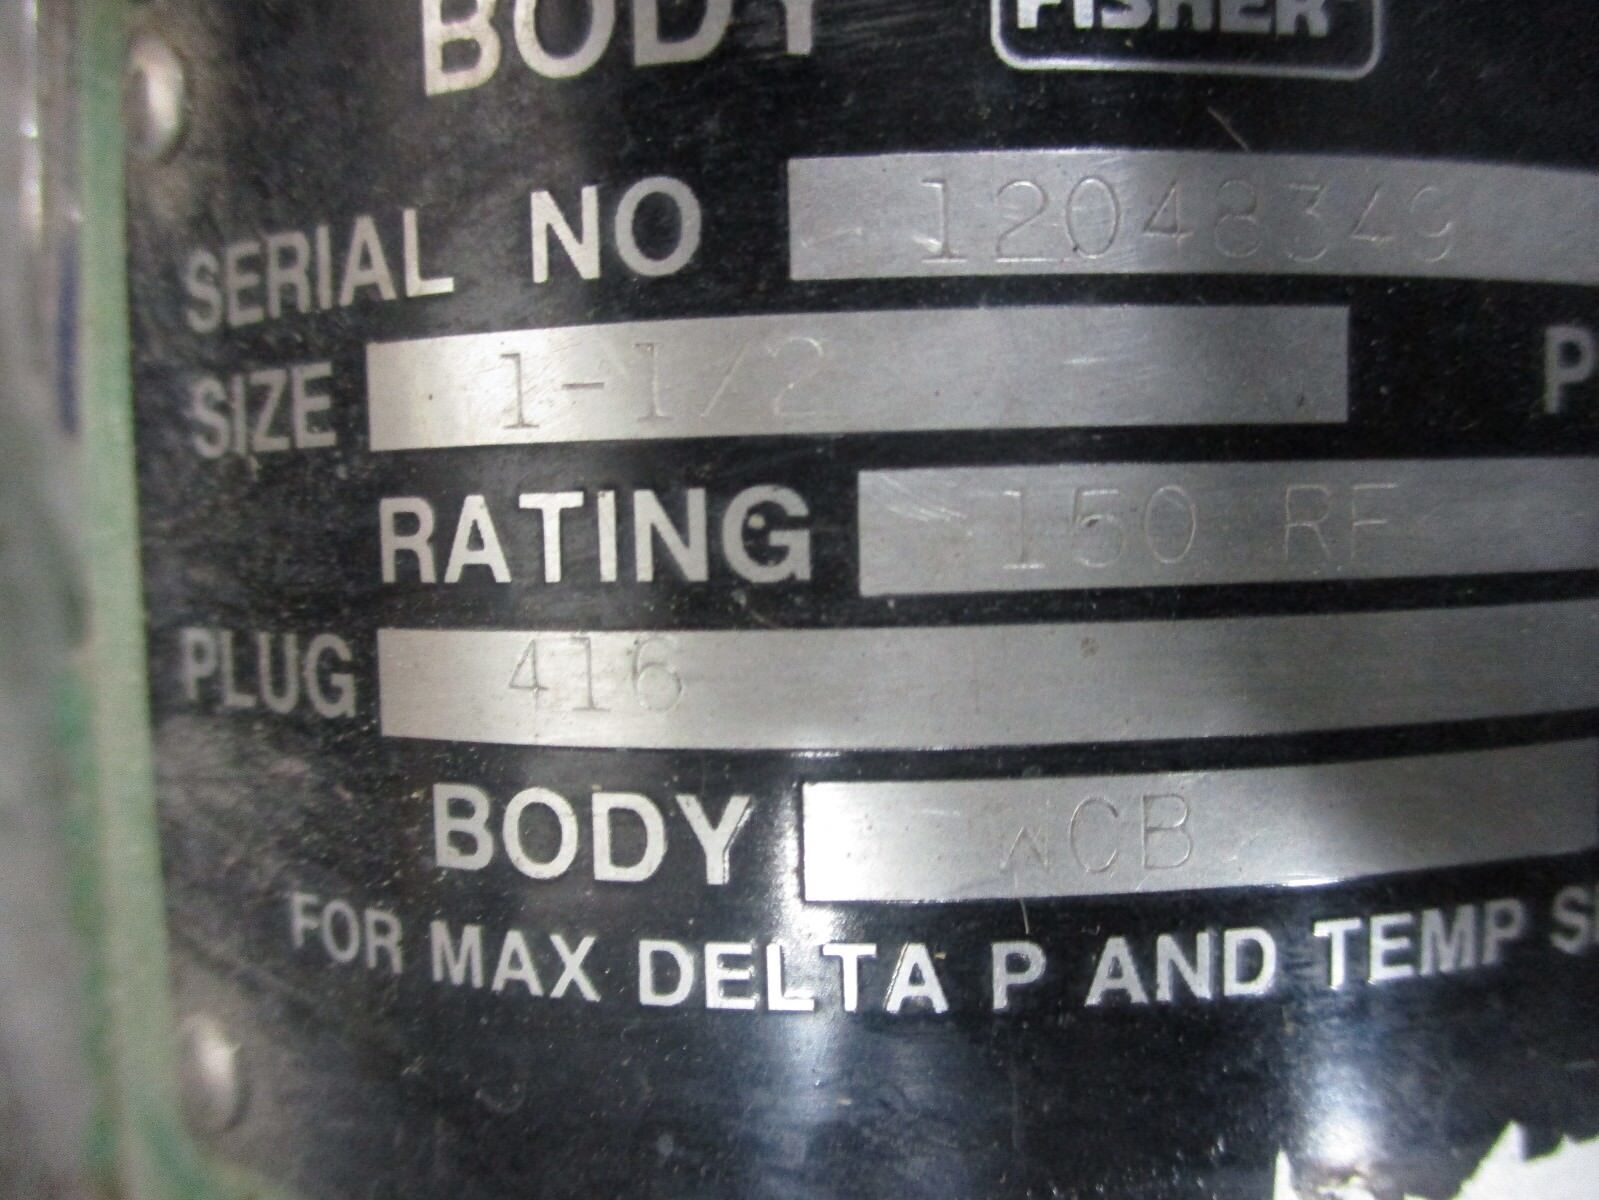 BODY FISHER
SERIAL NO 12048349
SIZE 1-1/2 P
RATING 150 RF
PLUG 416
BODY WCB
FOR MAX DELTA P AND TEMP